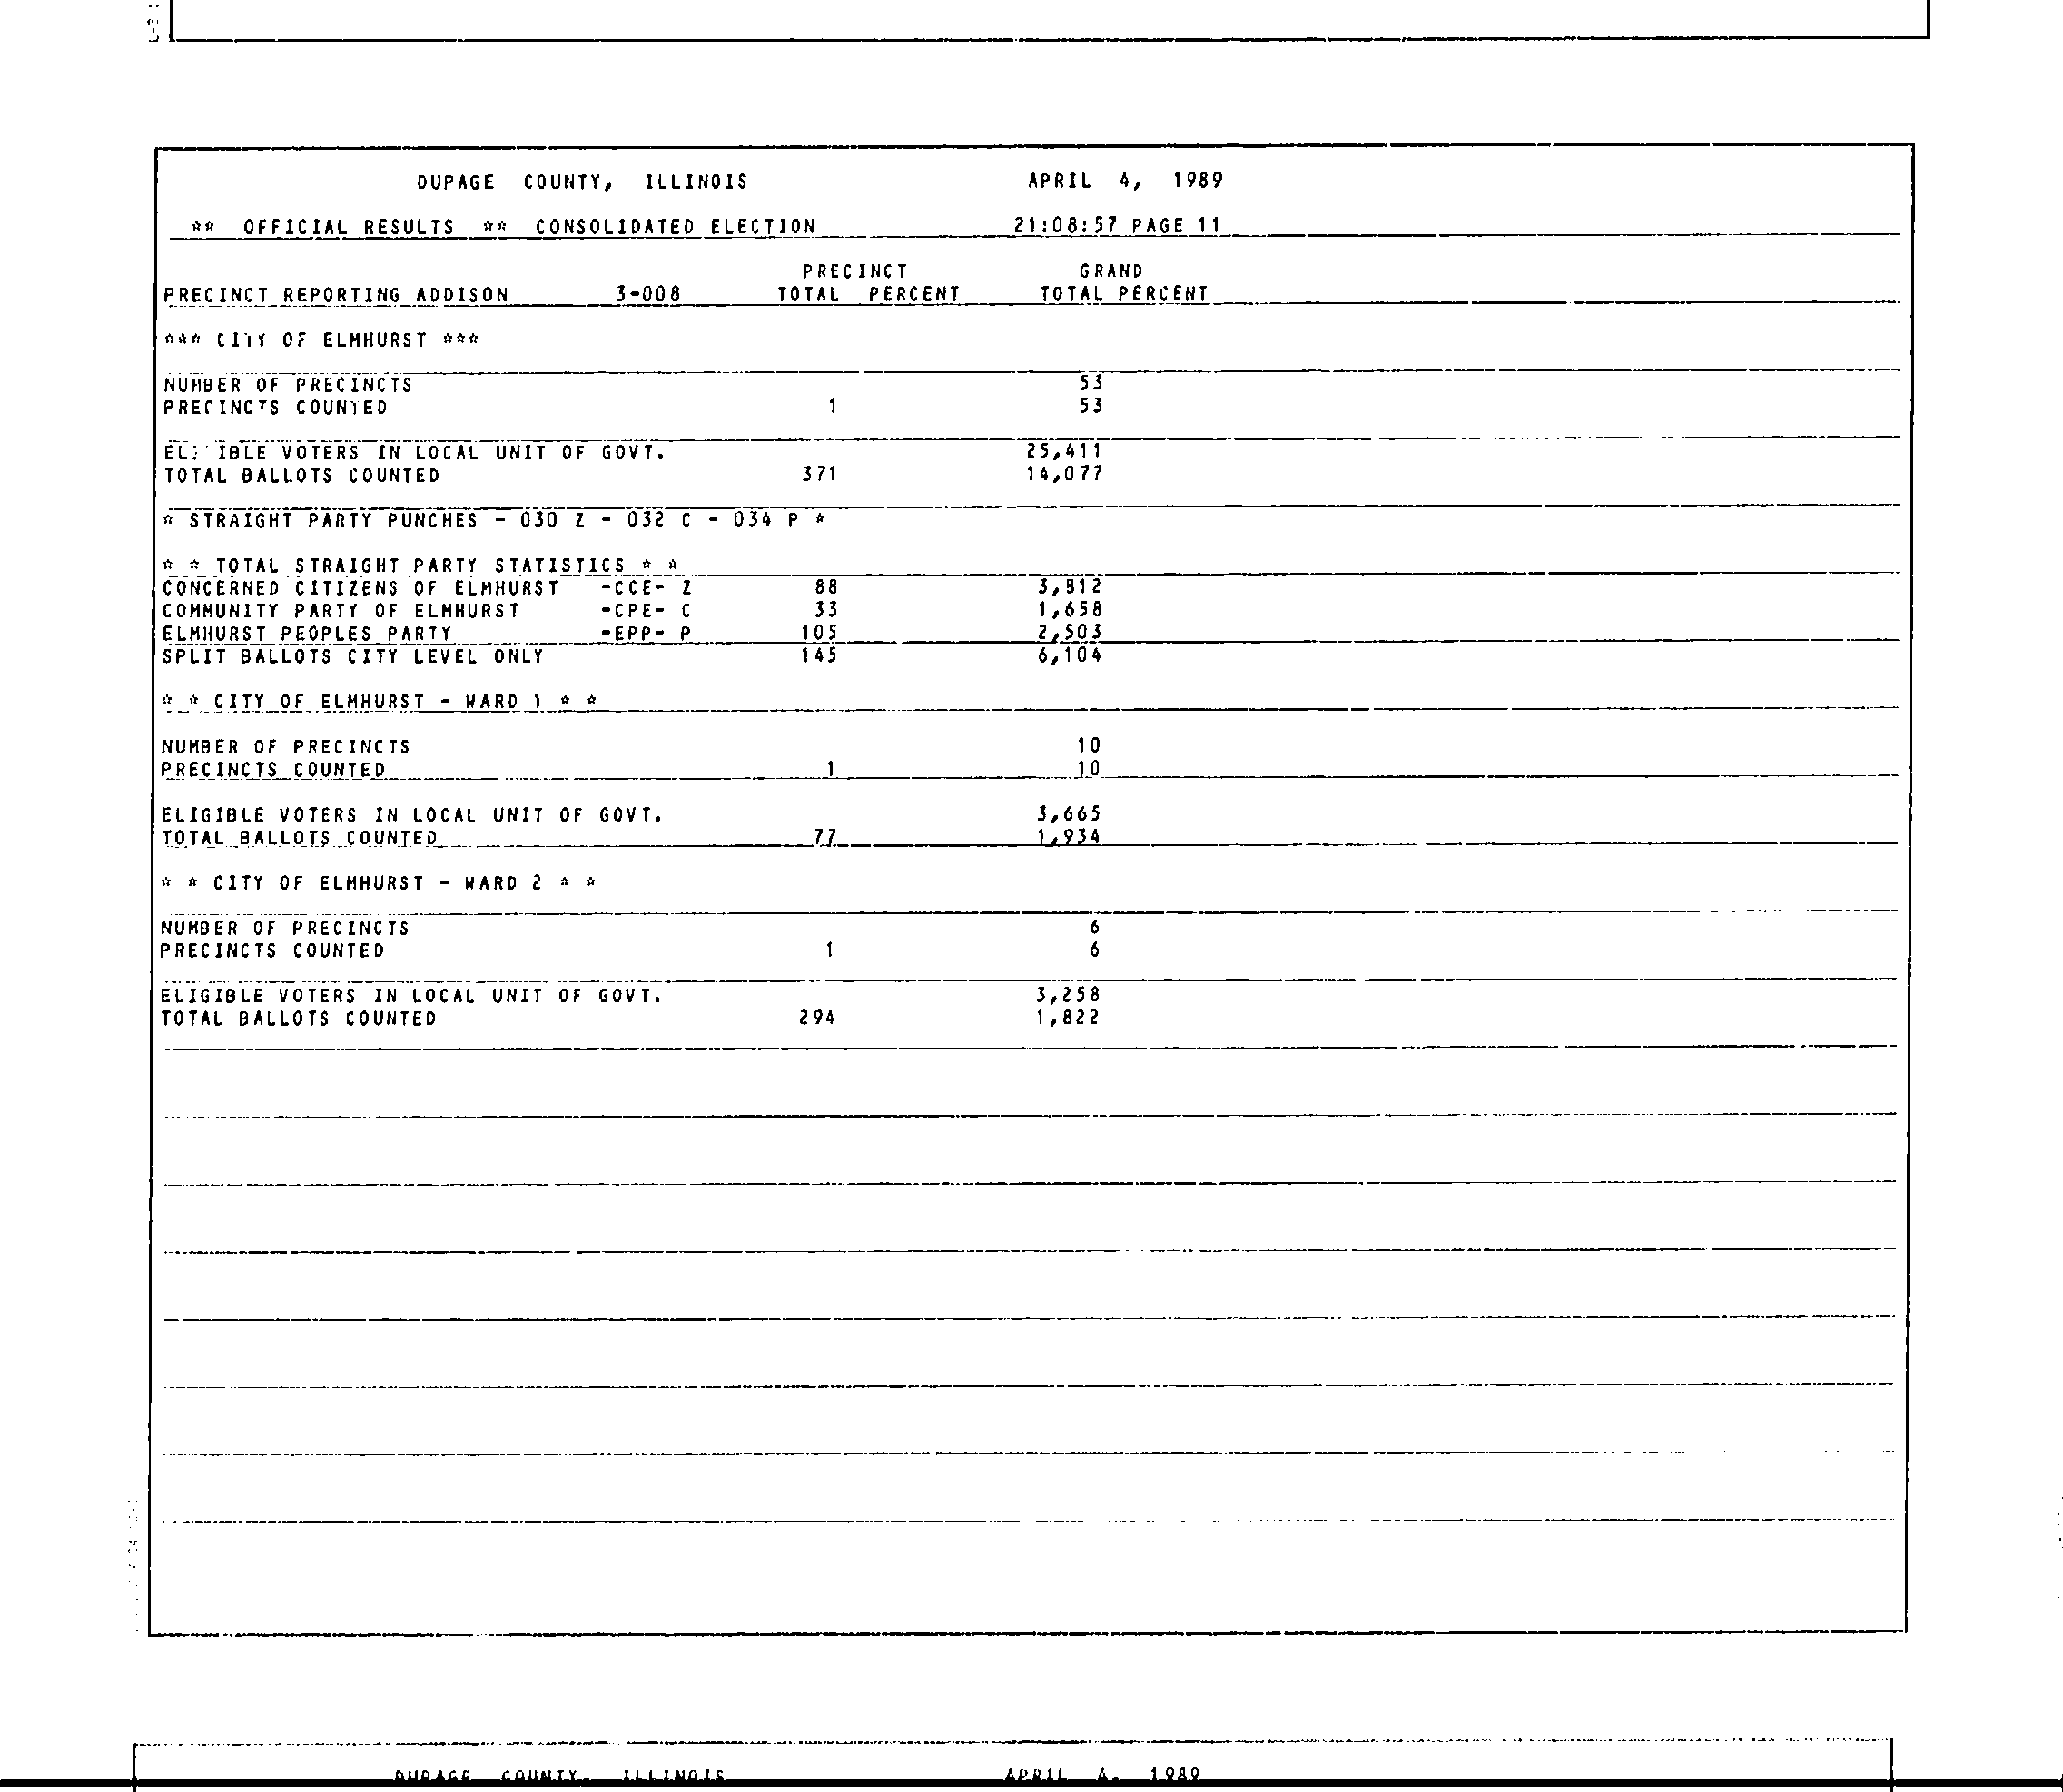 DUPAGE COUNTY, ILLINOIS APRIL 4, 1989
** OFFICIAL RESULTS ** CONSOLIDATED ELECTION 21:08:57 PAGE 11
PRECINCT GRAND
PRECINCT REPORTING ADDISON 3-008 TOTAL PERCENT TOTAL PERCENT
*** CITY OF ELMHURST ***
NUMBER OF PRECINCTS 53
PRECINCTS COUNTED 1 53
ELIGIBLE VOTERS IN LOCAL UNIT OF GOVT. 25,411
TOTAL BALLOTS COUNTED 371 14,077
* STRAIGHT PARTY PUNCHES - 030 Z - 032 C - 034 P *
* * TOTAL STRAIGHT PARTY STATISTICS * *
CONCERNED CITIZENS OF ELMHURST -CCE- Z 88 3,812
COMMUNITY PARTY OF ELMHURST -CPE- C 33 1,658
ELMHURST PEOPLES PARTY -EPP- P 105 2,503
SPLIT BALLOTS CITY LEVEL ONLY 145 6,104
* * CITY OF ELMHURST - WARD 1 * *
NUMBER OF PRECINCTS 10
PRECINCTS COUNTED 1 10
ELIGIBLE VOTERS IN LOCAL UNIT OF GOVT. 3,665
TOTAL BALLOTS COUNTED 77 1,934
* * CITY OF ELMHURST - WARD 2 * *
NUMBER OF PRECINCTS 6
PRECINCTS COUNTED 1 6
ELIGIBLE VOTERS IN LOCAL UNIT OF GOVT. 3,258
TOTAL BALLOTS COUNTED 294 1,822
DUPAGE COUNTY, ILLINOIS APRIL 4, 1989